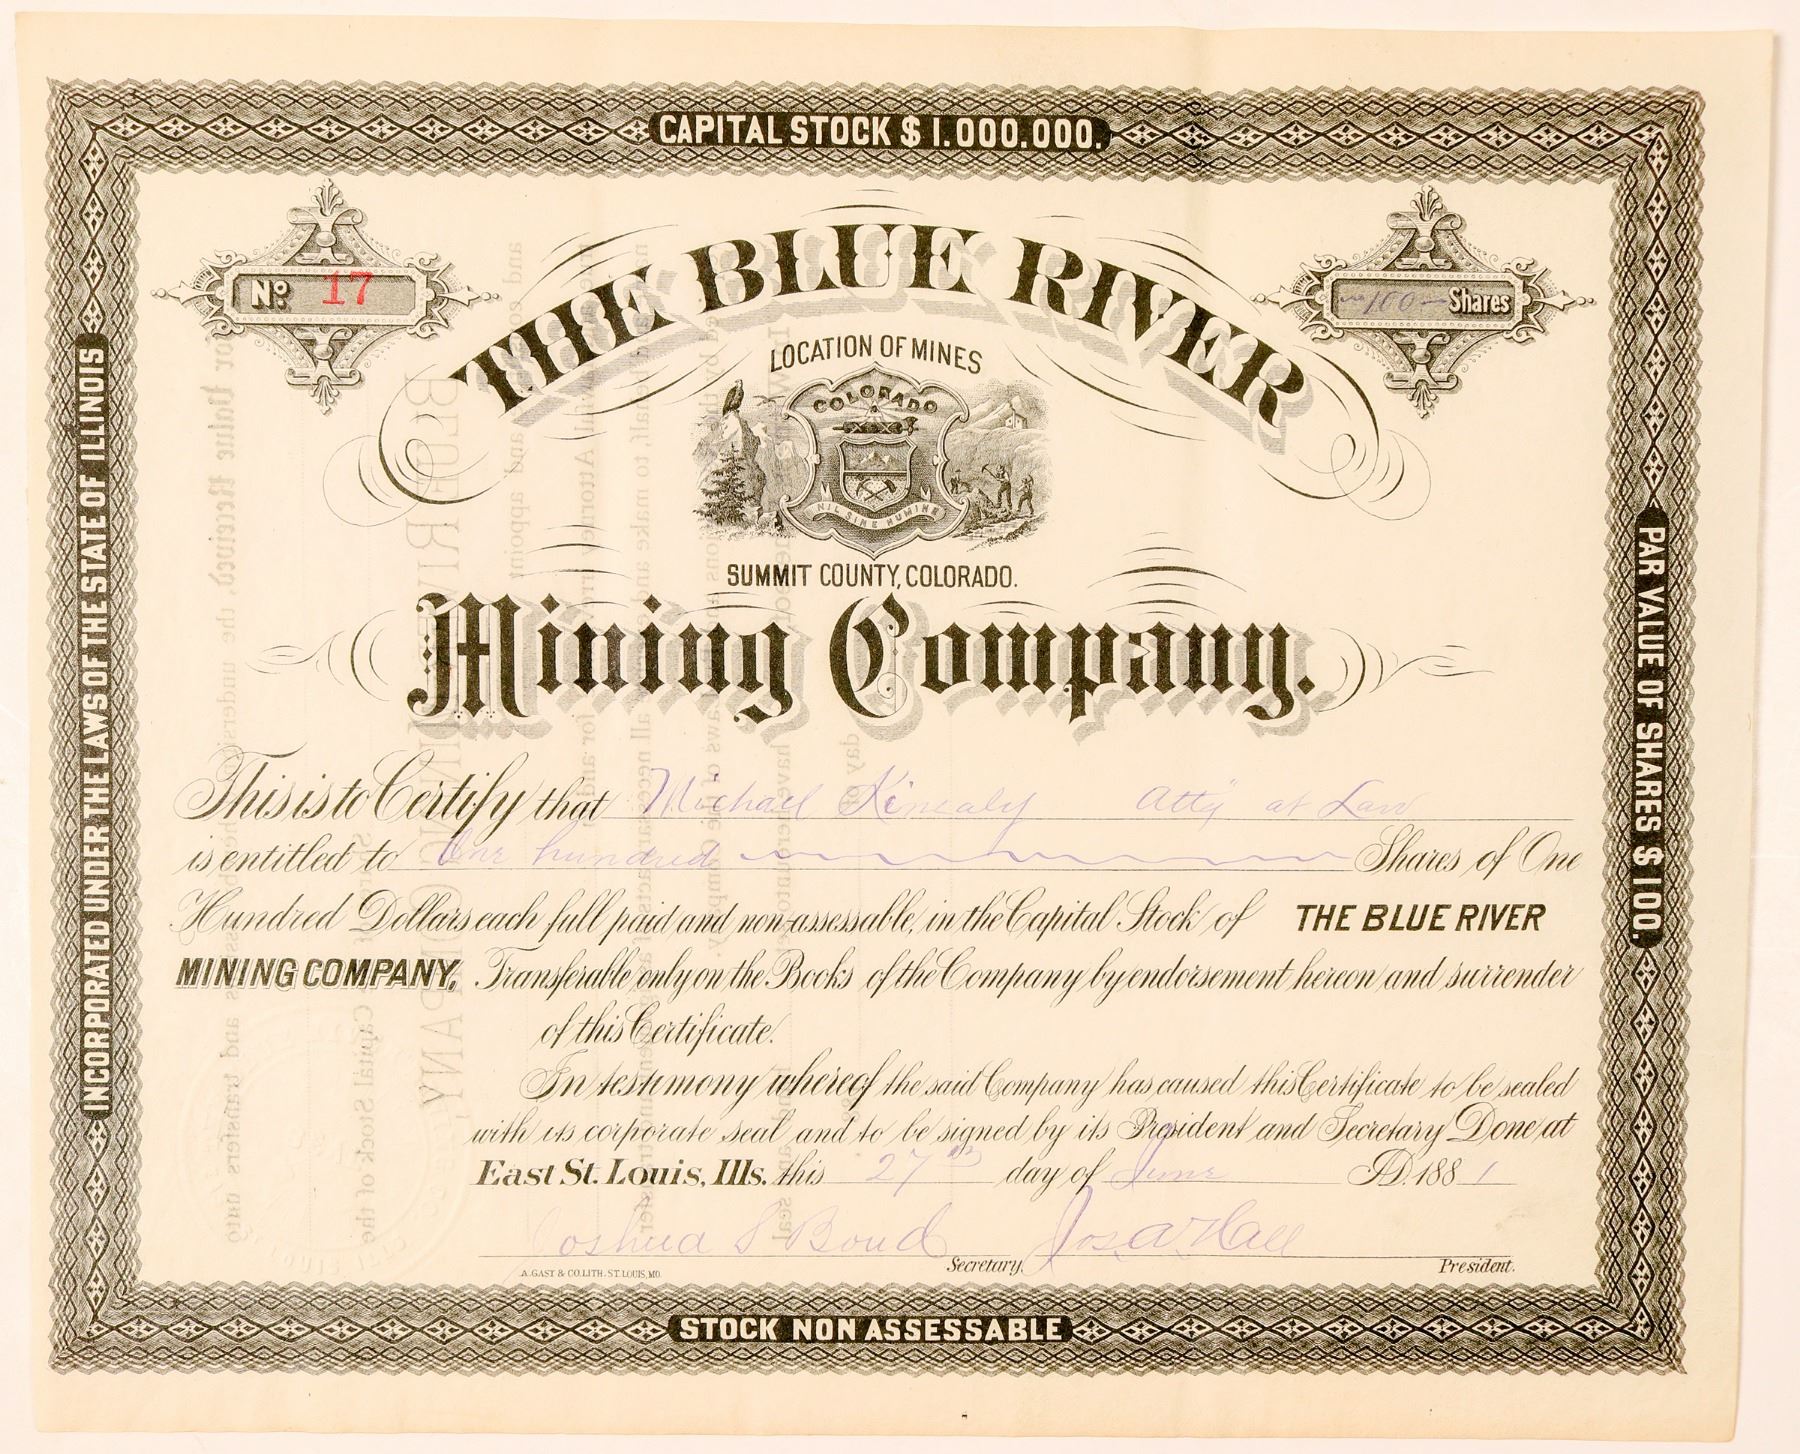 CAPITAL STOCK $ 1.000.000.
No. 17
100 Shares
THE BLUE RIVER
LOCATION OF MINES
COLORADO
NIL SINE NUMINE
SUMMIT COUNTY, COLORADO.
Mining Company.
This is to Certify that Michael Kinealy Atty at Law
is entitled to One hundred Shares of One
Hundred Dollars each full paid and non-assessable, in the Capital Stock of THE BLUE RIVER
MINING COMPANY. Transferable only on the Books of the Company by endorsement hereon and surrender
of this Certificate.
In testimony whereof the said Company has caused this Certificate to be sealed
with its corporate seal and to be signed by its President and Secretary Done at
East St. Louis, Ills. this 27th day of June A.D. 1881
Joshua S Bond Secretary. Jos. A. Hall President.
A. GAST & CO. LITH. ST. LOUIS, MO.
INCORPORATED UNDER THE LAWS OF THE STATE OF ILLINOIS
PAR VALUE OF SHARES $ 100.
STOCK NON ASSESSABLE